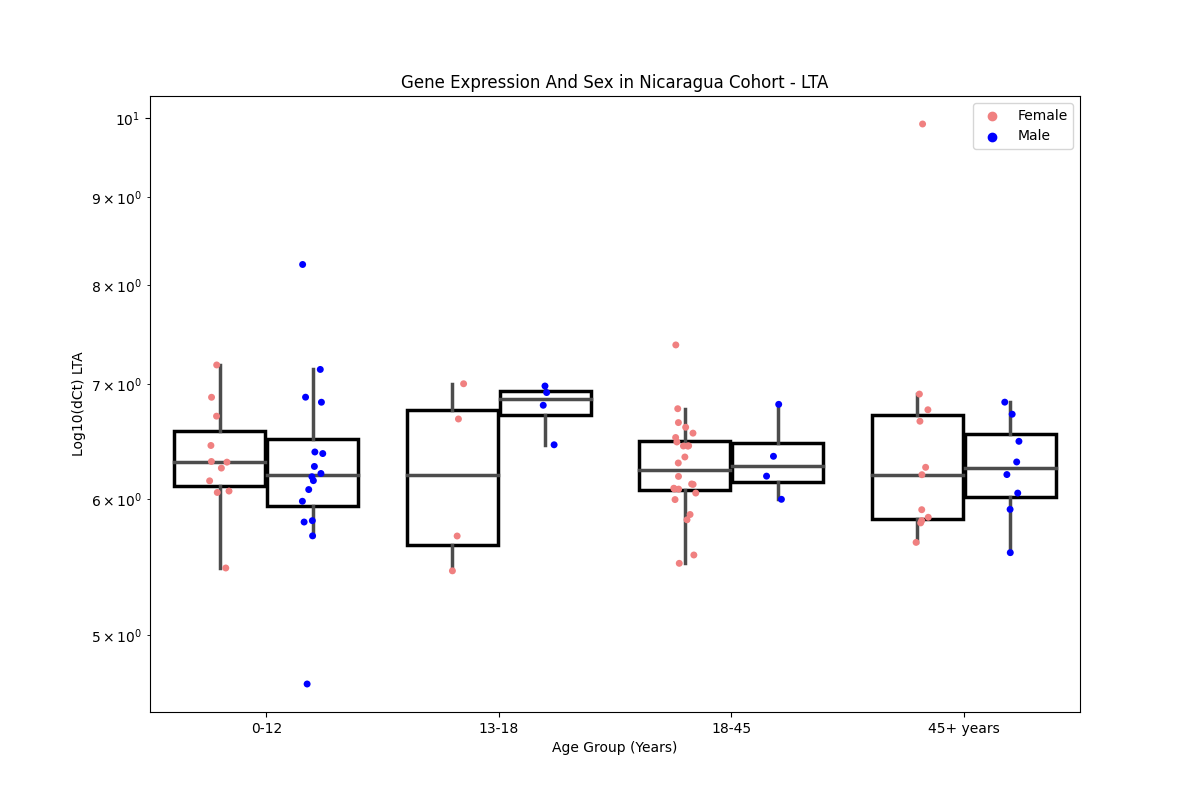 Gene Expression And Sex in Nicaragua Cohort - LTA
10¹
9 × 10⁰
8 × 10⁰
7 × 10⁰
6 × 10⁰
5 × 10⁰
Log10(dCt) LTA
Female
Male
0-12
13-18
18-45
45+ years
Age Group (Years)